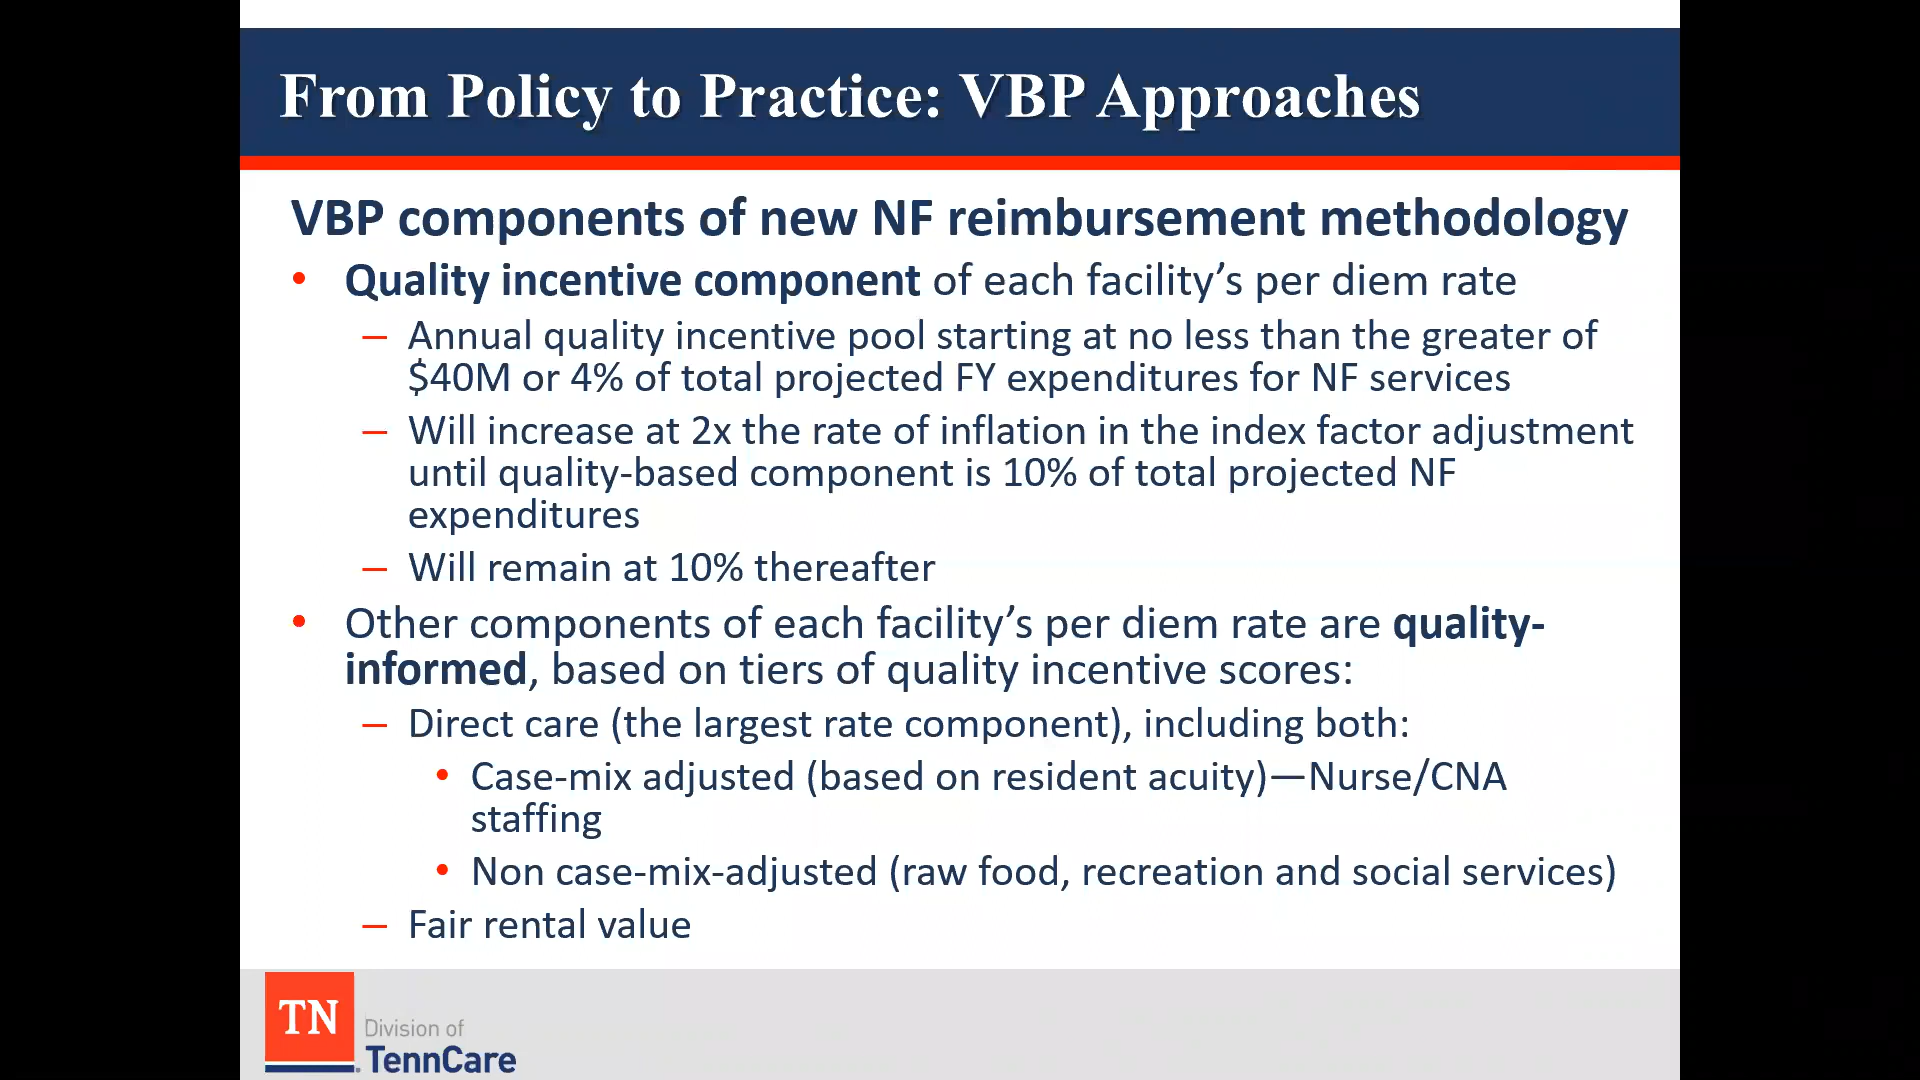 From Policy to Practice: VBP Approaches
VBP components of new NF reimbursement methodology
• Quality incentive component of each facility’s per diem rate
– Annual quality incentive pool starting at no less than the greater of
$40M or 4% of total projected FY expenditures for NF services
– Will increase at 2x the rate of inflation in the index factor adjustment
until quality-based component is 10% of total projected NF
expenditures
– Will remain at 10% thereafter
• Other components of each facility’s per diem rate are quality-
informed, based on tiers of quality incentive scores:
– Direct care (the largest rate component), including both:
• Case-mix adjusted (based on resident acuity)—Nurse/CNA
staffing
• Non case-mix-adjusted (raw food, recreation and social services)
– Fair rental value
TN
Division of
TennCare